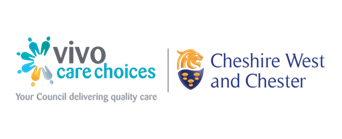 vivo
care choices
Your Council delivering quality care
Cheshire West
and Chester